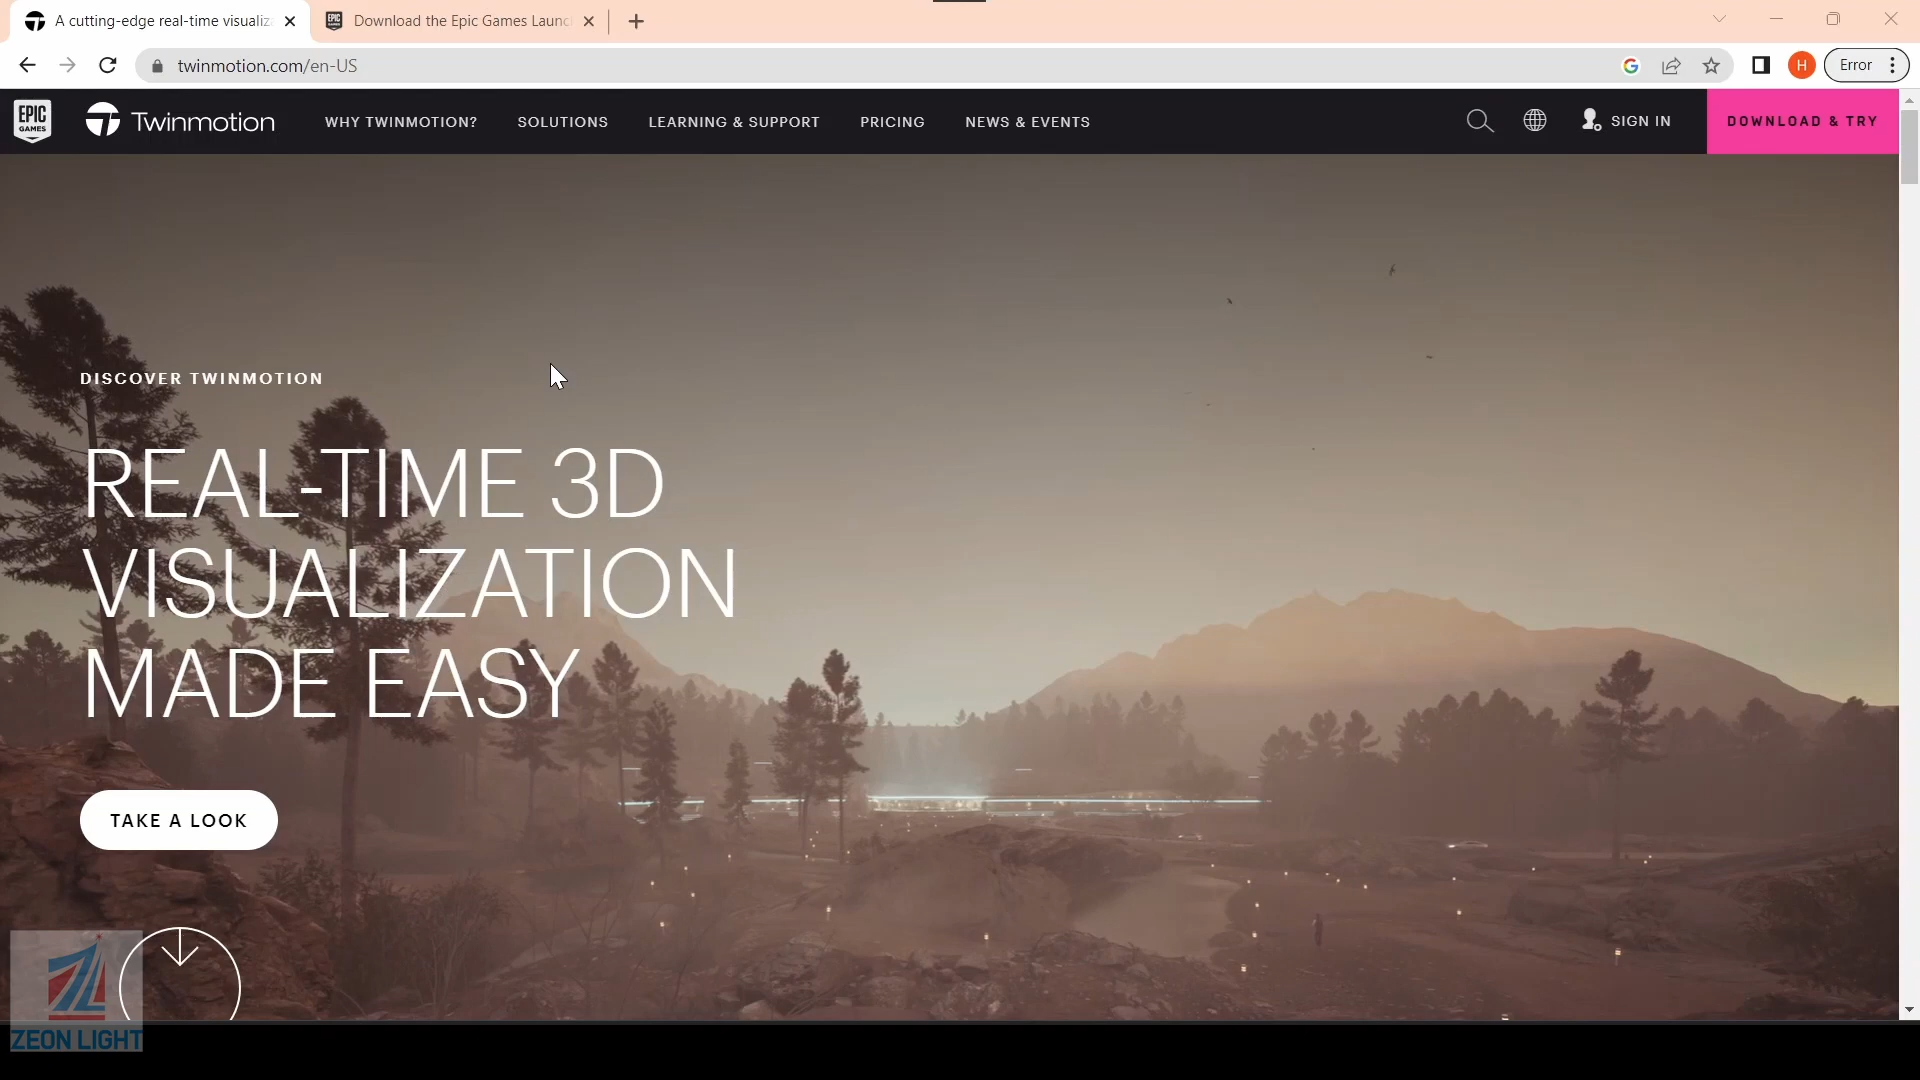 A cutting-edge real-time visualiza
Download the Epic Games Launc
twinmotion.com/en-US
H
Error
EPIC
GAMES
Twinmotion
WHY TWINMOTION?
SOLUTIONS
LEARNING & SUPPORT
PRICING
NEWS & EVENTS
SIGN IN
DOWNLOAD & TRY
DISCOVER TWINMOTION
REAL-TIME 3D
VISUALIZATION
MADE EASY
TAKE A LOOK
ZEON LIGHT